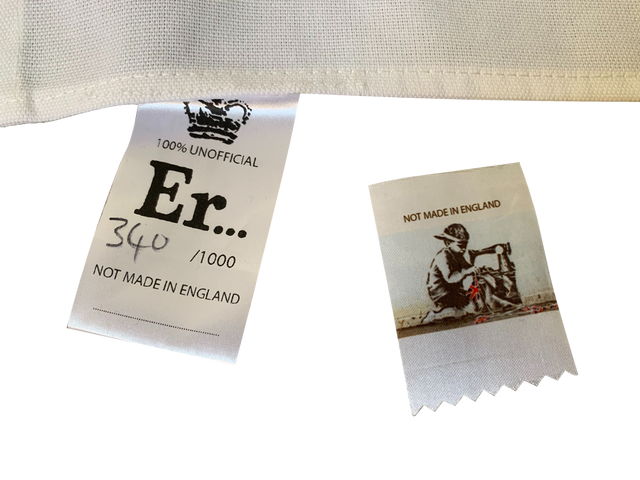 100% UNOFFICIAL
Er...
340 /1000
NOT MADE IN ENGLAND
NOT MADE IN ENGLAND